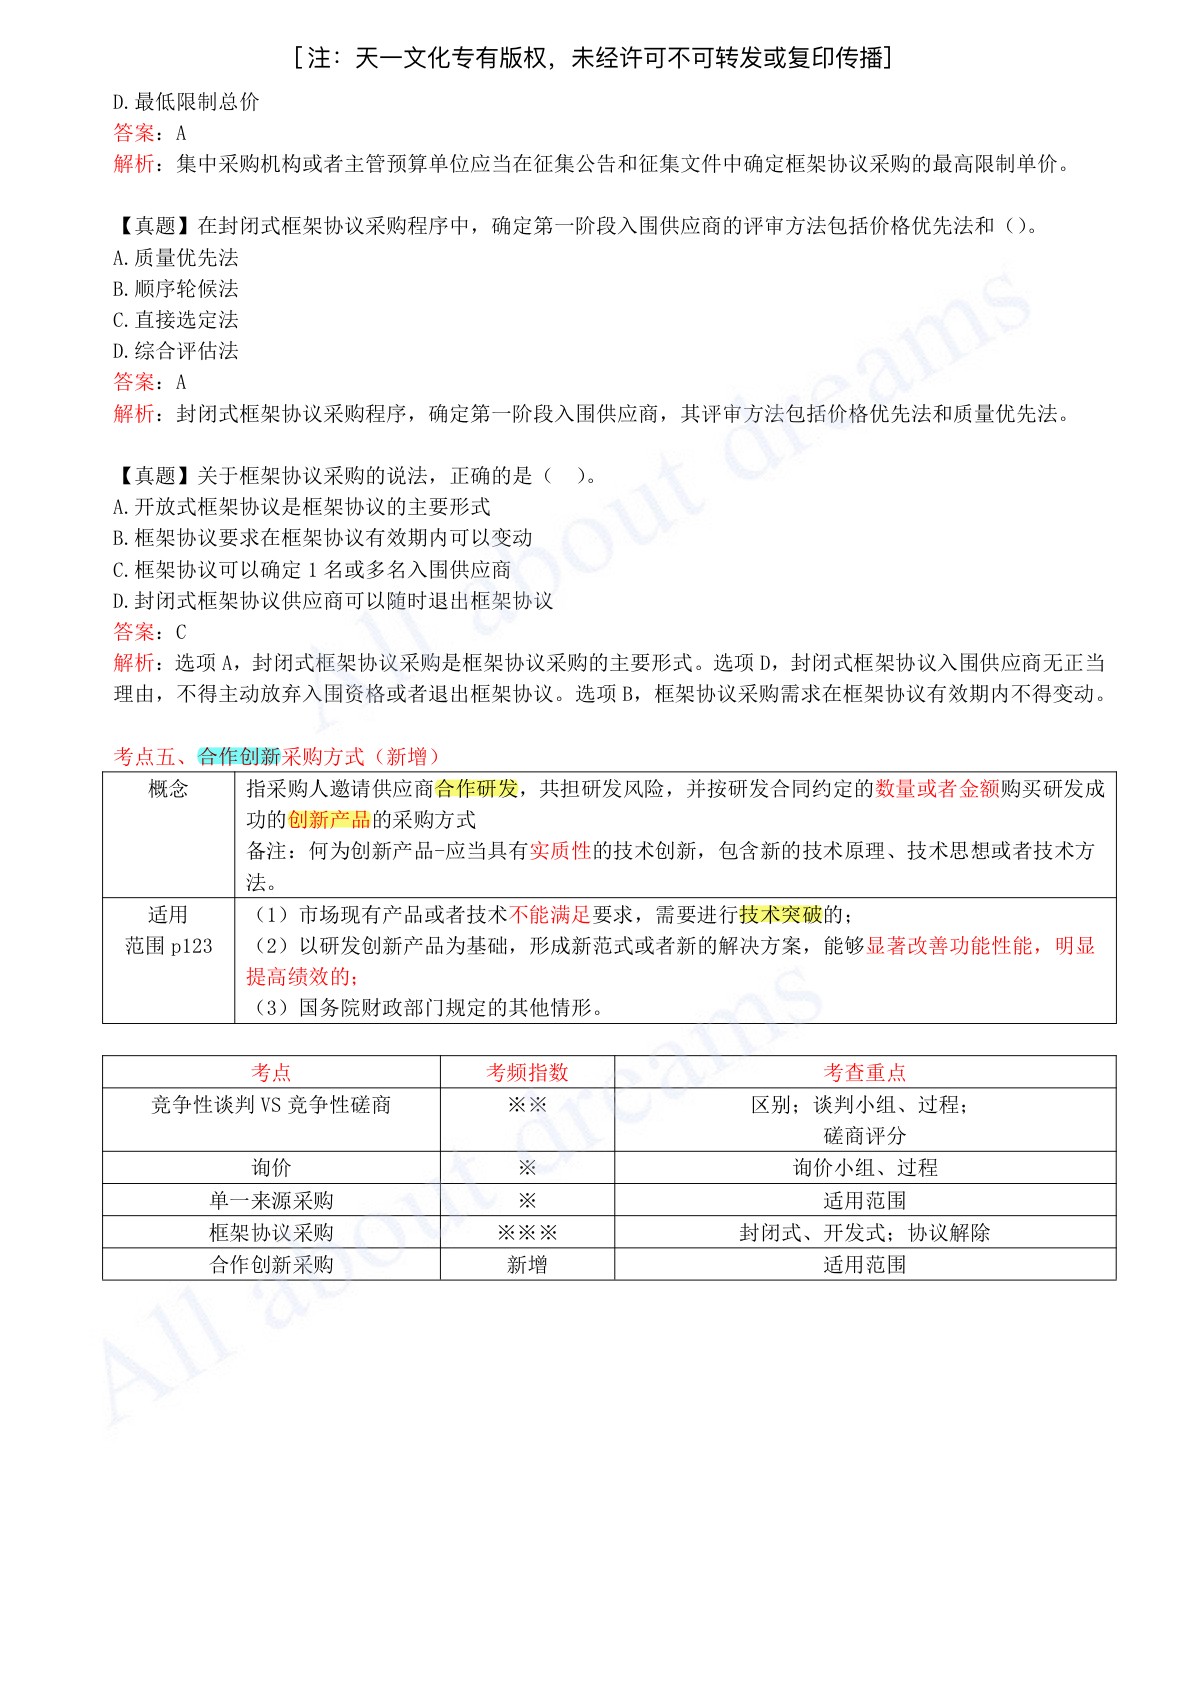 [注：天一文化专有版权，未经许可不可转发或复印传播]
D.最低限制总价
答案：A
解析：集中采购机构或者主管预算单位应当在征集公告和征集文件中确定框架协议采购的最高限制单价。
【真题】在封闭式框架协议采购程序中，确定第一阶段入围供应商的评审方法包括价格优先法和（）。
A.质量优先法
B.顺序轮候法
C.直接选定法
D.综合评估法
答案：A
解析：封闭式框架协议采购程序，确定第一阶段入围供应商，其评审方法包括价格优先法和质量优先法。
【真题】关于框架协议采购的说法，正确的是（ ）。
A.开放式框架协议是框架协议的主要形式
B.框架协议要求在框架协议有效期内可以变动
C.框架协议可以确定1名或多名入围供应商
D.封闭式框架协议供应商可以随时退出框架协议
答案：C
解析：选项A，封闭式框架协议采购是框架协议采购的主要形式。选项D，封闭式框架协议入围供应商无正当
理由，不得主动放弃入围资格或者退出框架协议。选项B，框架协议采购需求在框架协议有效期内不得变动。
考点五、合作创新采购方式（新增）
概念 指采购人邀请供应商合作研发，共担研发风险，并按研发合同约定的数量或者金额购买研发成
功的创新产品的采购方式
备注：何为创新产品-应当具有实质性的技术创新，包含新的技术原理、技术思想或者技术方
法。
适用 （1）市场现有产品或者技术不能满足要求，需要进行技术突破的；
范围p123 （2）以研发创新产品为基础，形成新范式或者新的解决方案，能够显著改善功能性能，明显
提高绩效的；
（3）国务院财政部门规定的其他情形。
考点 考频指数 考查重点
竞争性谈判VS竞争性磋商 ※※ 区别；谈判小组、过程；
磋商评分
询价 ※ 询价小组、过程
单一来源采购 ※ 适用范围
框架协议采购 ※※※ 封闭式、开发式；协议解除
合作创新采购 新增 适用范围
All about dreams
All about dreams